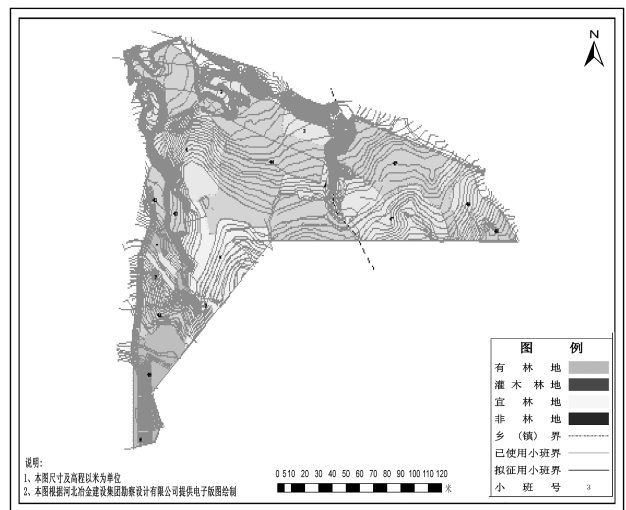 N
图 例
有 林 地
灌 木 林 地
宜 林 地
非 林 地
乡 (镇) 界
已使用小班界
拟征用小班界
小 班 号 3
说明:
1、本图尺寸及高程以米为单位
2、本图根据河北冶金建设集团勘察设计有限公司提供电子版图绘制
0 5 10 20 30 40 50 60 70 80 90 100 110 120
米